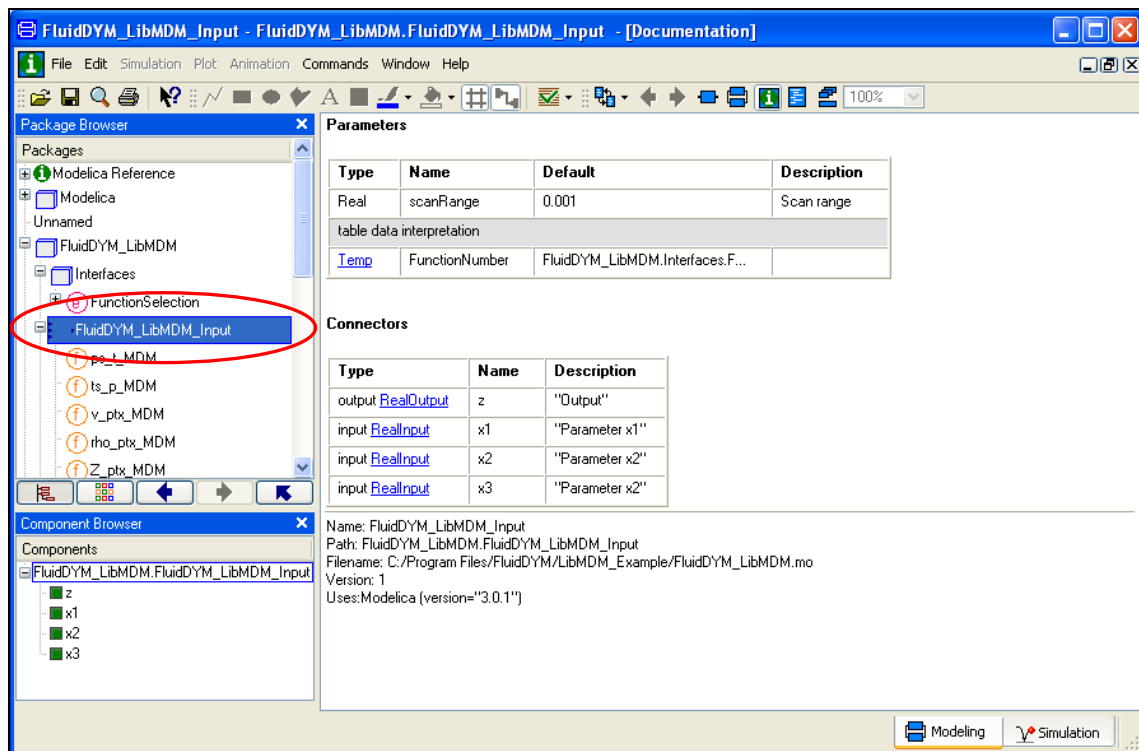 FluidDYM_LibMDM_Input - FluidDYM_LibMDM.FluidDYM_LibMDM_Input - [Documentation]
File Edit Simulation Plot Animation Commands Window Help
A 100%
Package Browser
Packages
Modelica Reference
Modelica
Unnamed
FluidDYM_LibMDM
Interfaces
e FunctionSelection
FluidDYM_LibMDM_Input
f ps_t_MDM
f ts_p_MDM
f v_ptx_MDM
f rho_ptx_MDM
f Z_ptx_MDM
Component Browser
Components
FluidDYM_LibMDM.FluidDYM_LibMDM_Input
z
x1
x2
x3
Parameters
Type Name Default Description
Real scanRange 0.001 Scan range
table data interpretation
Temp FunctionNumber FluidDYM_LibMDM.Interfaces.F...
Connectors
Type Name Description
output RealOutput z "Output"
input RealInput x1 "Parameter x1"
input RealInput x2 "Parameter x2"
input RealInput x3 "Parameter x2"
Name: FluidDYM_LibMDM_Input
Path: FluidDYM_LibMDM.FluidDYM_LibMDM_Input
Filename: C:/Program Files/FluidDYM/LibMDM_Example/FluidDYM_LibMDM.mo
Version: 1
Uses:Modelica (version="3.0.1")
Modeling Simulation